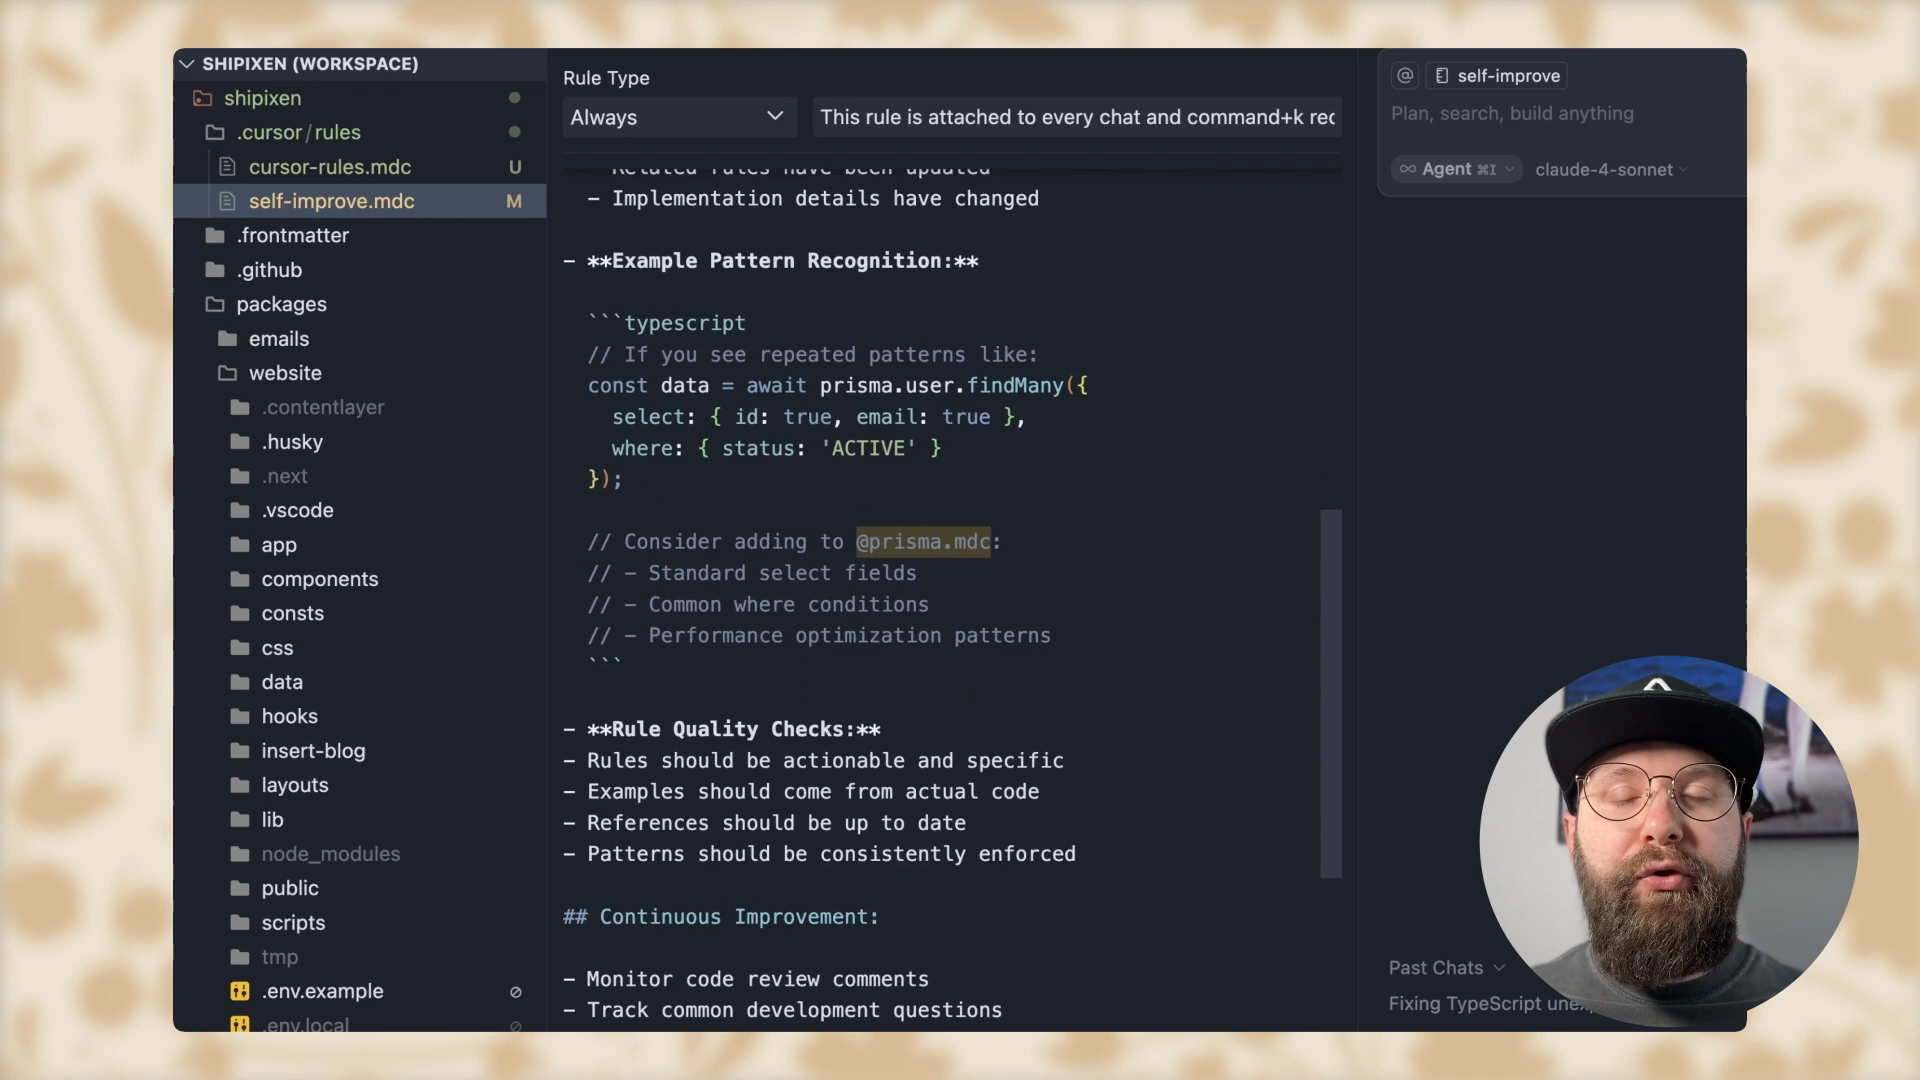 SHIPIXEN (WORKSPACE)
shipixen
.cursor/rules
cursor-rules.mdc U
self-improve.mdc M
.frontmatter
.github
packages
emails
website
.contentlayer
.husky
.next
.vscode
app
components
consts
css
data
hooks
insert-blog
layouts
lib
node_modules
public
scripts
tmp
.env.example
.env.local
Rule Type
Always
This rule is attached to every chat and command+k rec
- Related rules have been updated
- Implementation details have changed
- **Example Pattern Recognition:**
```typescript
// If you see repeated patterns like:
const data = await prisma.user.findMany({
select: { id: true, email: true },
where: { status: 'ACTIVE' }
});
// Consider adding to @prisma.mdc:
// - Standard select fields
// - Common where conditions
// - Performance optimization patterns
```
- **Rule Quality Checks:**
- Rules should be actionable and specific
- Examples should come from actual code
- References should be up to date
- Patterns should be consistently enforced
## Continuous Improvement:
- Monitor code review comments
- Track common development questions
@ self-improve
Plan, search, build anything
∞ Agent ⌘I claude-4-sonnet
Past Chats
Fixing TypeScript